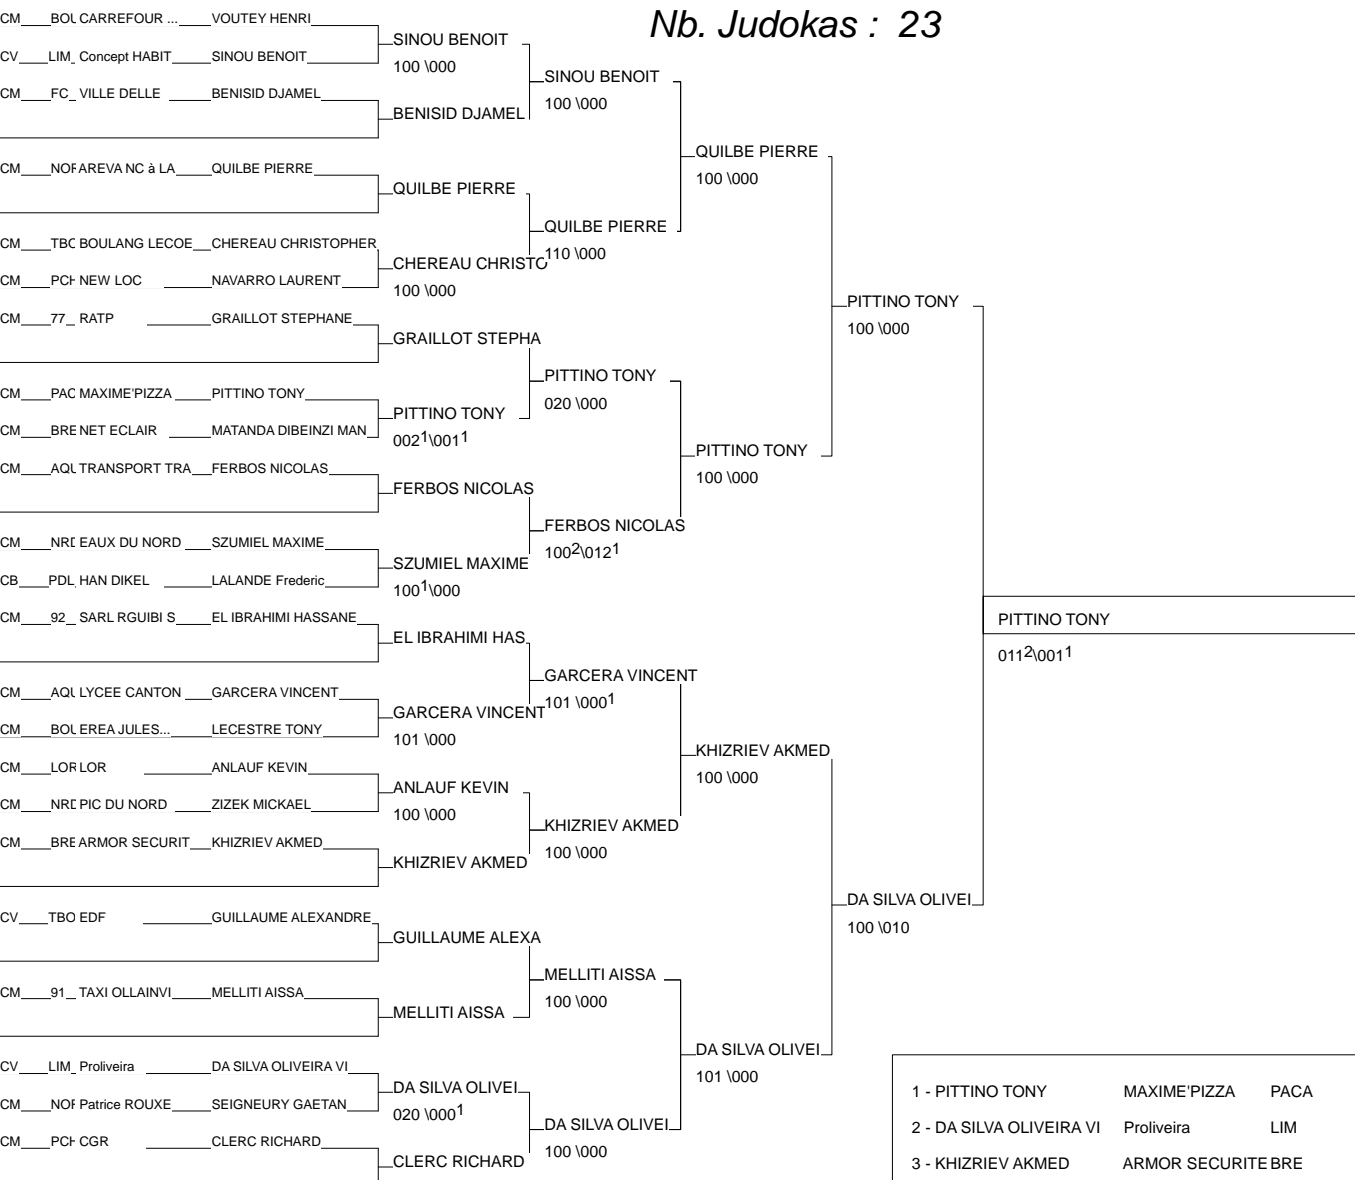 Nb. Judokas : 23
CM BOU CARREFOUR ... VOUTEY HENRI
SINOU BENOIT
100 \000
CV LIM Concept HABIT SINOU BENOIT
SINOU BENOIT
100 \000
CM FC VILLE DELLE BENISID DJAMEL
BENISID DJAMEL
QUILBE PIERRE
100 \000
CM NOR AREVA NC à LA QUILBE PIERRE
QUILBE PIERRE
QUILBE PIERRE
110 \000
CM TBO BOULANG LECOE CHEREAU CHRISTOPHER
CHEREAU CHRISTO
100 \000
CM PCH NEW LOC NAVARRO LAURENT
PITTINO TONY
100 \000
CM 77 RATP GRAILLOT STEPHANE
GRAILLOT STEPHA
PITTINO TONY
020 \000
CM PAC MAXIME'PIZZA PITTINO TONY
PITTINO TONY
002¹\001¹
CM BRE NET ECLAIR MATANDA DIBEINZI MAN
PITTINO TONY
100 \000
CM AQU TRANSPORT TRA FERBOS NICOLAS
FERBOS NICOLAS
FERBOS NICOLAS
100²\012¹
CM NRD EAUX DU NORD SZUMIEL MAXIME
SZUMIEL MAXIME
100¹\000
CB PDL HAN DIKEL LALANDE Frederic
PITTINO TONY
011²\001¹
CM 92 SARL RGUIBI S EL IBRAHIMI HASSANE
EL IBRAHIMI HAS
GARCERA VINCENT
101 \000¹
CM AQU LYCEE CANTON GARCERA VINCENT
GARCERA VINCENT
101 \000
CM BOU EREA JULES... LECESTRE TONY
KHIZRIEV AKMED
100 \000
CM LOR LOR ANLAUF KEVIN
ANLAUF KEVIN
100 \000
CM NRD PIC DU NORD ZIZEK MICKAEL
KHIZRIEV AKMED
100 \000
CM BRE ARMOR SECURIT KHIZRIEV AKMED
KHIZRIEV AKMED
DA SILVA OLIVEI
100 \010
CV TBO EDF GUILLAUME ALEXANDRE
GUILLAUME ALEXA
MELLITI AISSA
100 \000
CM 91 TAXI OLLAINVI MELLITI AISSA
MELLITI AISSA
DA SILVA OLIVEI
101 \000
CV LIM Proliveira DA SILVA OLIVEIRA VI
DA SILVA OLIVEI
020 \000¹
CM NOR Patrice ROUXE SEIGNEURY GAETAN
DA SILVA OLIVEI
100 \000
CM PCH CGR CLERC RICHARD
CLERC RICHARD
1 - PITTINO TONY MAXIME'PIZZA PACA
2 - DA SILVA OLIVEIRA VI Proliveira LIM
3 - KHIZRIEV AKMED ARMOR SECURITE BRE